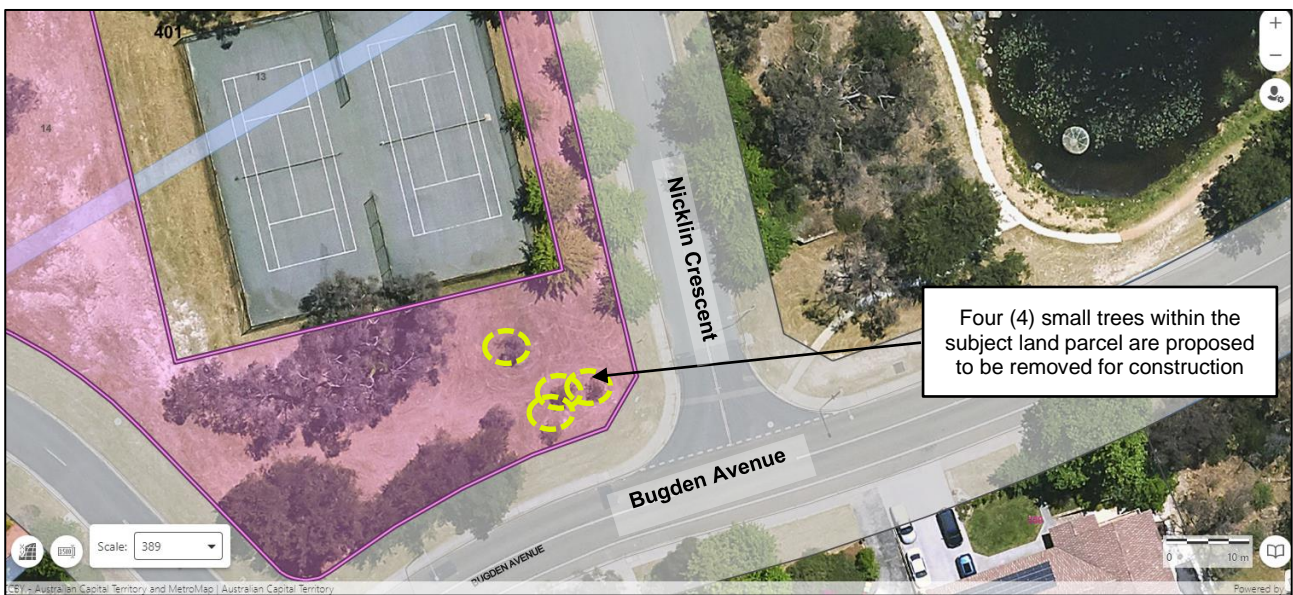 401
13
14
Nicklin Crescent
Four (4) small trees within the
subject land parcel are proposed
to be removed for construction
Bugden Avenue
BUGDEN AVENUE
Scale: 389
0
10 m
CCBY - Australian Capital Territory and MetroMap | Australian Capital Territory
Powered by